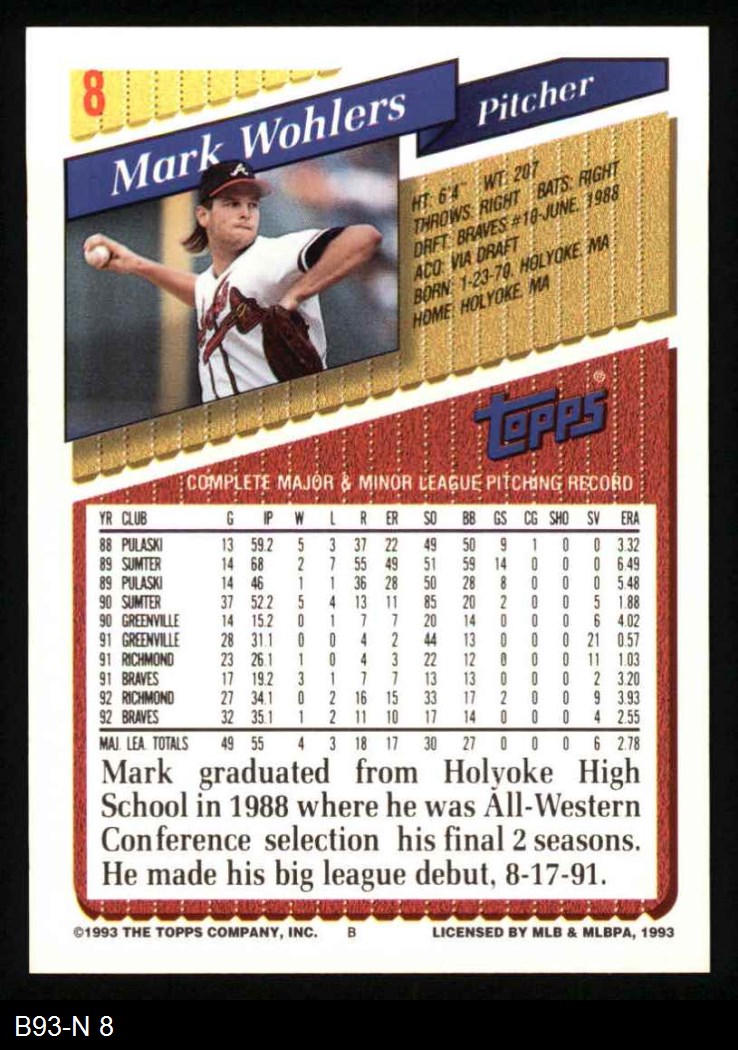 8
Mark Wohlers
Pitcher
HT: 6'4" WT: 207
THROWS: RIGHT BATS: RIGHT
DRFT: BRAVES #10-JUNE, 1988
ACQ: VIA DRAFT
BORN: 1-23-70, HOLYOKE, MA
HOME: HOLYOKE, MA
A
topps®
COMPLETE MAJOR & MINOR LEAGUE PITCHING RECORD
YR CLUB G IP W L R ER SO BB GS CG SHO SV ERA
88 PULASKI 13 59.2 5 3 37 22 49 50 9 1 0 0 3.32
89 SUMTER 14 68 2 7 55 49 51 59 14 0 0 0 6.49
89 PULASKI 14 46 1 1 36 28 50 28 8 0 0 0 5.48
90 SUMTER 37 52.2 5 4 13 11 85 20 2 0 0 5 1.88
90 GREENVILLE 14 15.2 0 1 7 7 20 14 0 0 0 6 4.02
91 GREENVILLE 28 31.1 0 0 4 2 44 13 0 0 0 21 0.57
91 RICHMOND 23 26.1 1 0 4 3 22 12 0 0 0 11 1.03
91 BRAVES 17 19.2 3 1 7 7 13 13 0 0 0 2 3.20
92 RICHMOND 27 34.1 0 2 16 15 33 17 2 0 0 9 3.93
92 BRAVES 32 35.1 1 2 11 10 17 14 0 0 0 4 2.55
MAJ. LEA. TOTALS 49 55 4 3 18 17 30 27 0 0 0 6 2.78
Mark graduated from Holyoke High
School in 1988 where he was All-Western
Conference selection his final 2 seasons.
He made his big league debut, 8-17-91.
©1993 THE TOPPS COMPANY, INC. B LICENSED BY MLB & MLBPA, 1993
B93-N 8